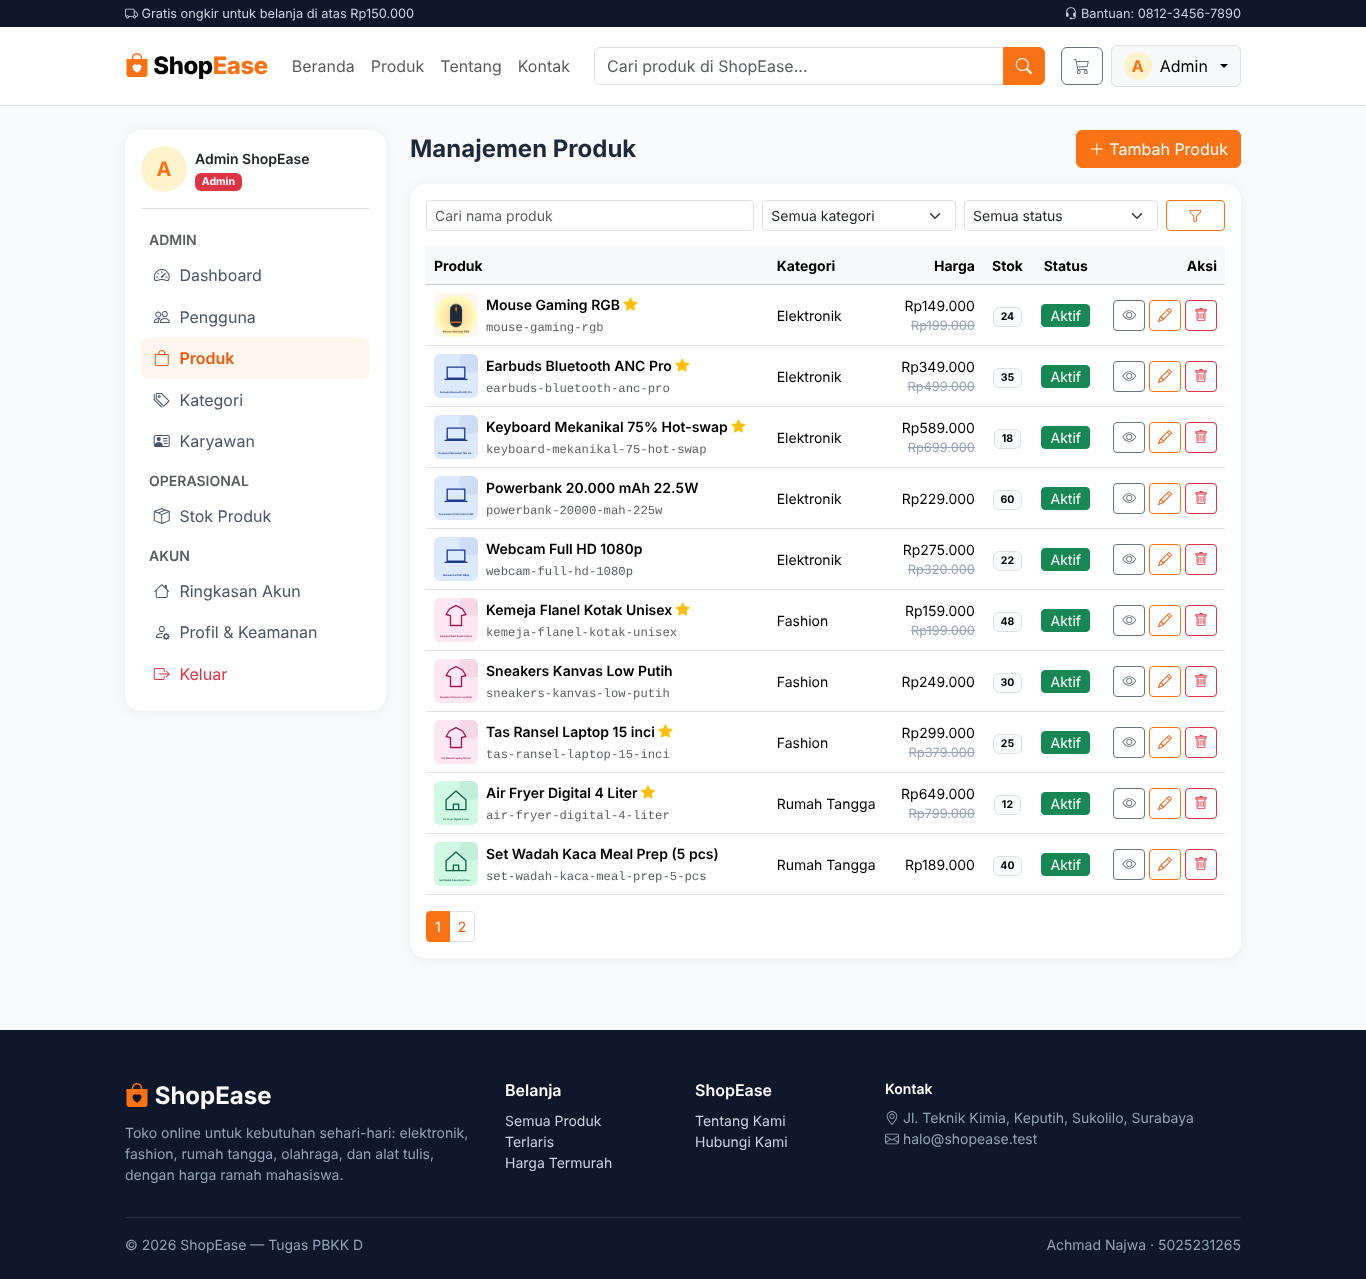 Gratis ongkir untuk belanja di atas Rp150.000
Bantuan: 0812-3456-7890
ShopEase
Beranda
Produk
Tentang
Kontak
Cari produk di ShopEase...
A
Admin
A
Admin ShopEase
Admin
ADMIN
Dashboard
Pengguna
Produk
Kategori
Karyawan
OPERASIONAL
Stok Produk
AKUN
Ringkasan Akun
Profil & Keamanan
Keluar
Manajemen Produk
Tambah Produk
Cari nama produk
Semua kategori
Semua status
Produk Kategori Harga Stok Status Aksi
Mouse Gaming RGB
mouse-gaming-rgb
Elektronik
Rp149.000
Rp199.000
24
Aktif
Earbuds Bluetooth ANC Pro
earbuds-bluetooth-anc-pro
Elektronik
Rp349.000
Rp499.000
35
Aktif
Keyboard Mekanikal 75% Hot-swap
keyboard-mekanikal-75-hot-swap
Elektronik
Rp589.000
Rp699.000
18
Aktif
Powerbank 20.000 mAh 22.5W
powerbank-20000-mah-225w
Elektronik
Rp229.000
60
Aktif
Webcam Full HD 1080p
webcam-full-hd-1080p
Elektronik
Rp275.000
Rp320.000
22
Aktif
Kemeja Flanel Kotak Unisex
kemeja-flanel-kotak-unisex
Fashion
Rp159.000
Rp199.000
48
Aktif
Sneakers Kanvas Low Putih
sneakers-kanvas-low-putih
Fashion
Rp249.000
30
Aktif
Tas Ransel Laptop 15 inci
tas-ransel-laptop-15-inci
Fashion
Rp299.000
Rp379.000
25
Aktif
Air Fryer Digital 4 Liter
air-fryer-digital-4-liter
Rumah Tangga
Rp649.000
Rp799.000
12
Aktif
Set Wadah Kaca Meal Prep (5 pcs)
set-wadah-kaca-meal-prep-5-pcs
Rumah Tangga
Rp189.000
40
Aktif
1 2
ShopEase
Toko online untuk kebutuhan sehari-hari: elektronik,
fashion, rumah tangga, olahraga, dan alat tulis,
dengan harga ramah mahasiswa.
Belanja
Semua Produk
Terlaris
Harga Termurah
ShopEase
Tentang Kami
Hubungi Kami
Kontak
Jl. Teknik Kimia, Keputih, Sukolilo, Surabaya
halo@shopease.test
© 2026 ShopEase — Tugas PBKK D
Achmad Najwa · 5025231265